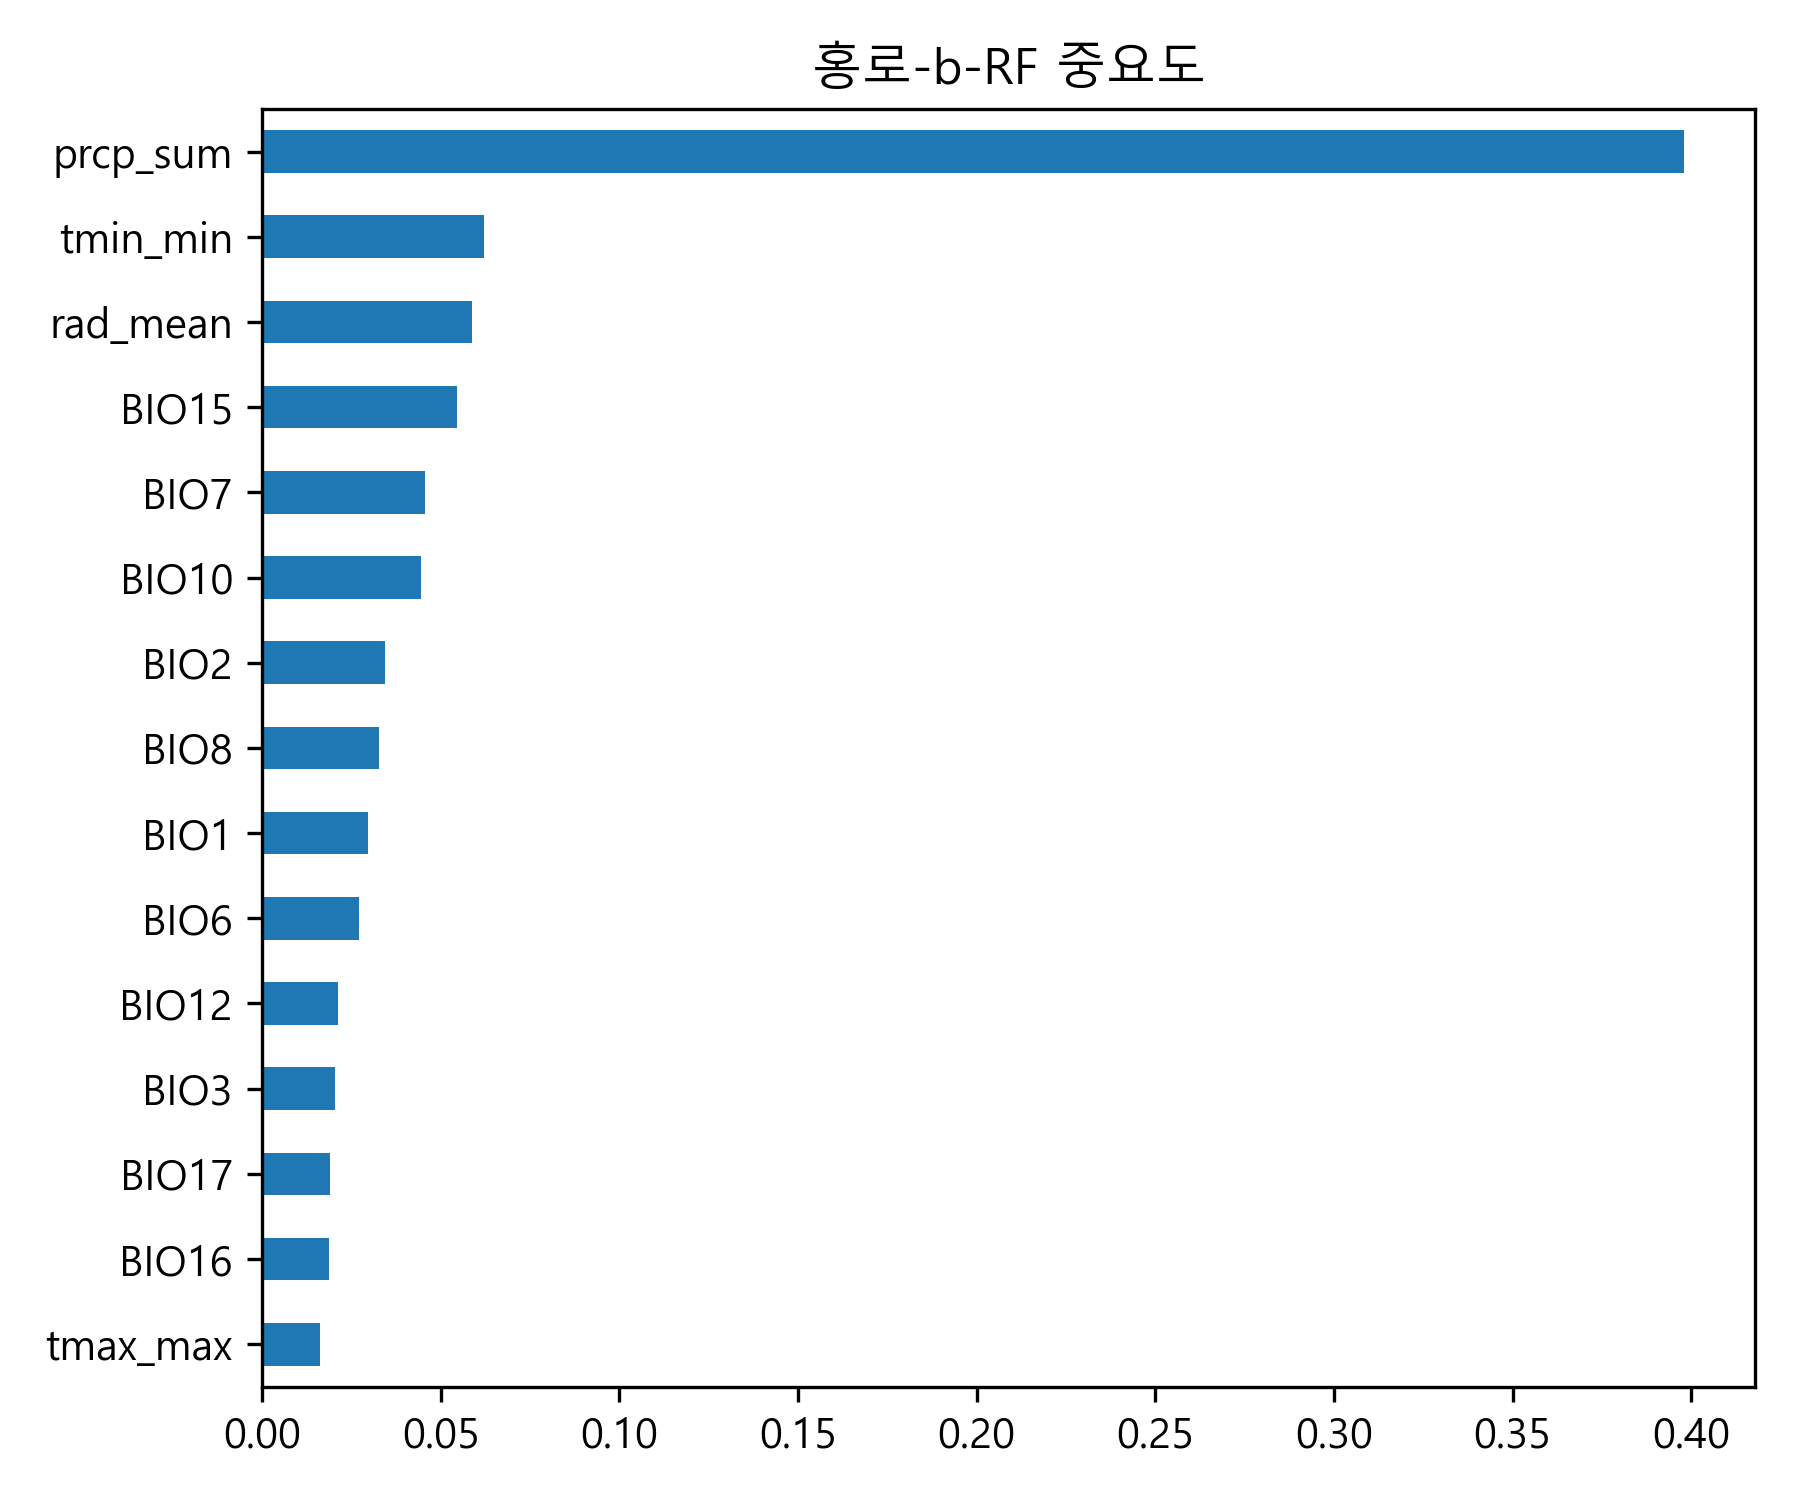 홍로-b-RF 중요도
prcp_sum
tmin_min
rad_mean
BIO15
BIO7
BIO10
BIO2
BIO8
BIO1
BIO6
BIO12
BIO3
BIO17
BIO16
tmax_max
0.00 0.05 0.10 0.15 0.20 0.25 0.30 0.35 0.40